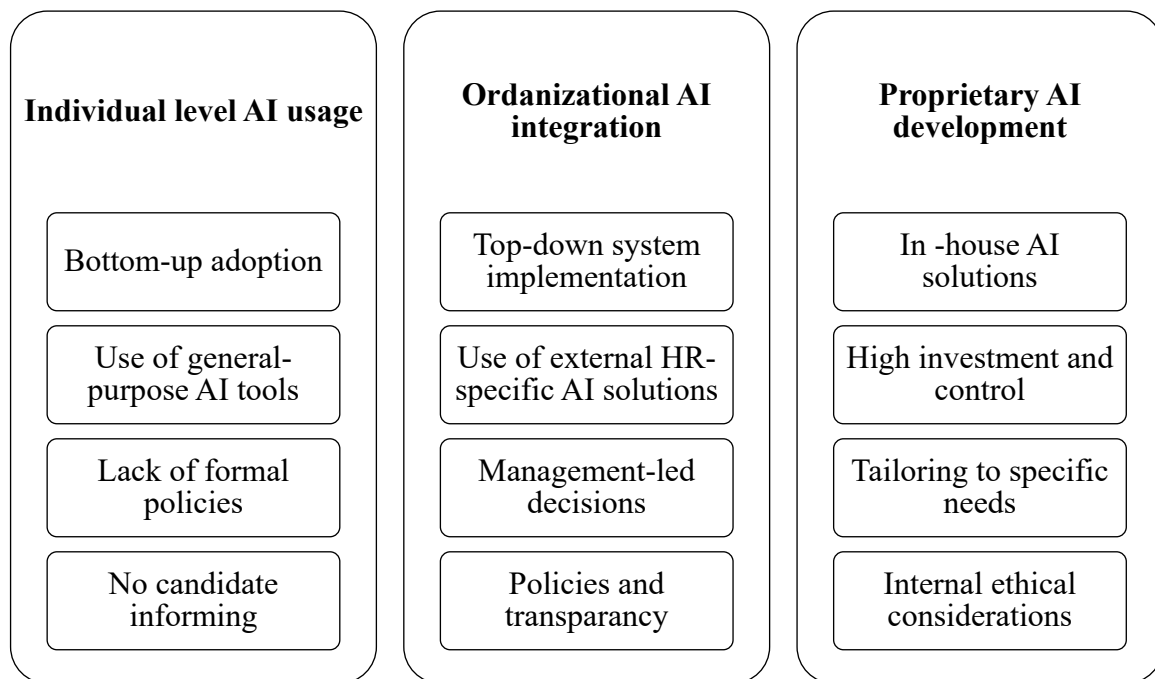 Individual level AI usage
Bottom-up adoption
Use of general-
purpose AI tools
Lack of formal
policies
No candidate
informing
Ordanizational AI
integration
Top-down system
implementation
Use of external HR-
specific AI solutions
Management-led
decisions
Policies and
transparancy
Proprietary AI
development
In -house AI
solutions
High investment and
control
Tailoring to specific
needs
Internal ethical
considerations